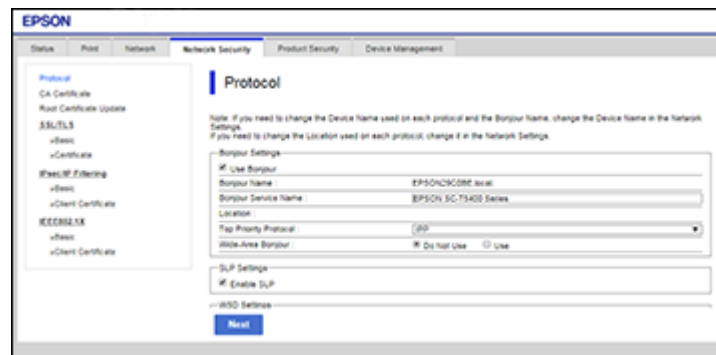 EPSON
Status Print Network Network Security Product Security Device Management
Protocol
CA Certificate
Root Certificate Update
SSL/TLS
»Basic
»Certificate
IPsec/IP Filtering
»Basic
»Client Certificate
IEEE802.1X
»Basic
»Client Certificate
Protocol
Note: If you need to change the Device Name used on each protocol and the Bonjour Name, change the Device Name in the Network
Settings.
If you need to change the Location used on each protocol, change it in the Network Settings.
Bonjour Settings
Use Bonjour
Bonjour Name :
Bonjour Service Name : EPSON SC-T5400 Series
Location :
Top Priority Protocol : IPP
Wide-Area Bonjour : Do Not Use Use
SLP Settings
Enable SLP
WSD Settings
Next